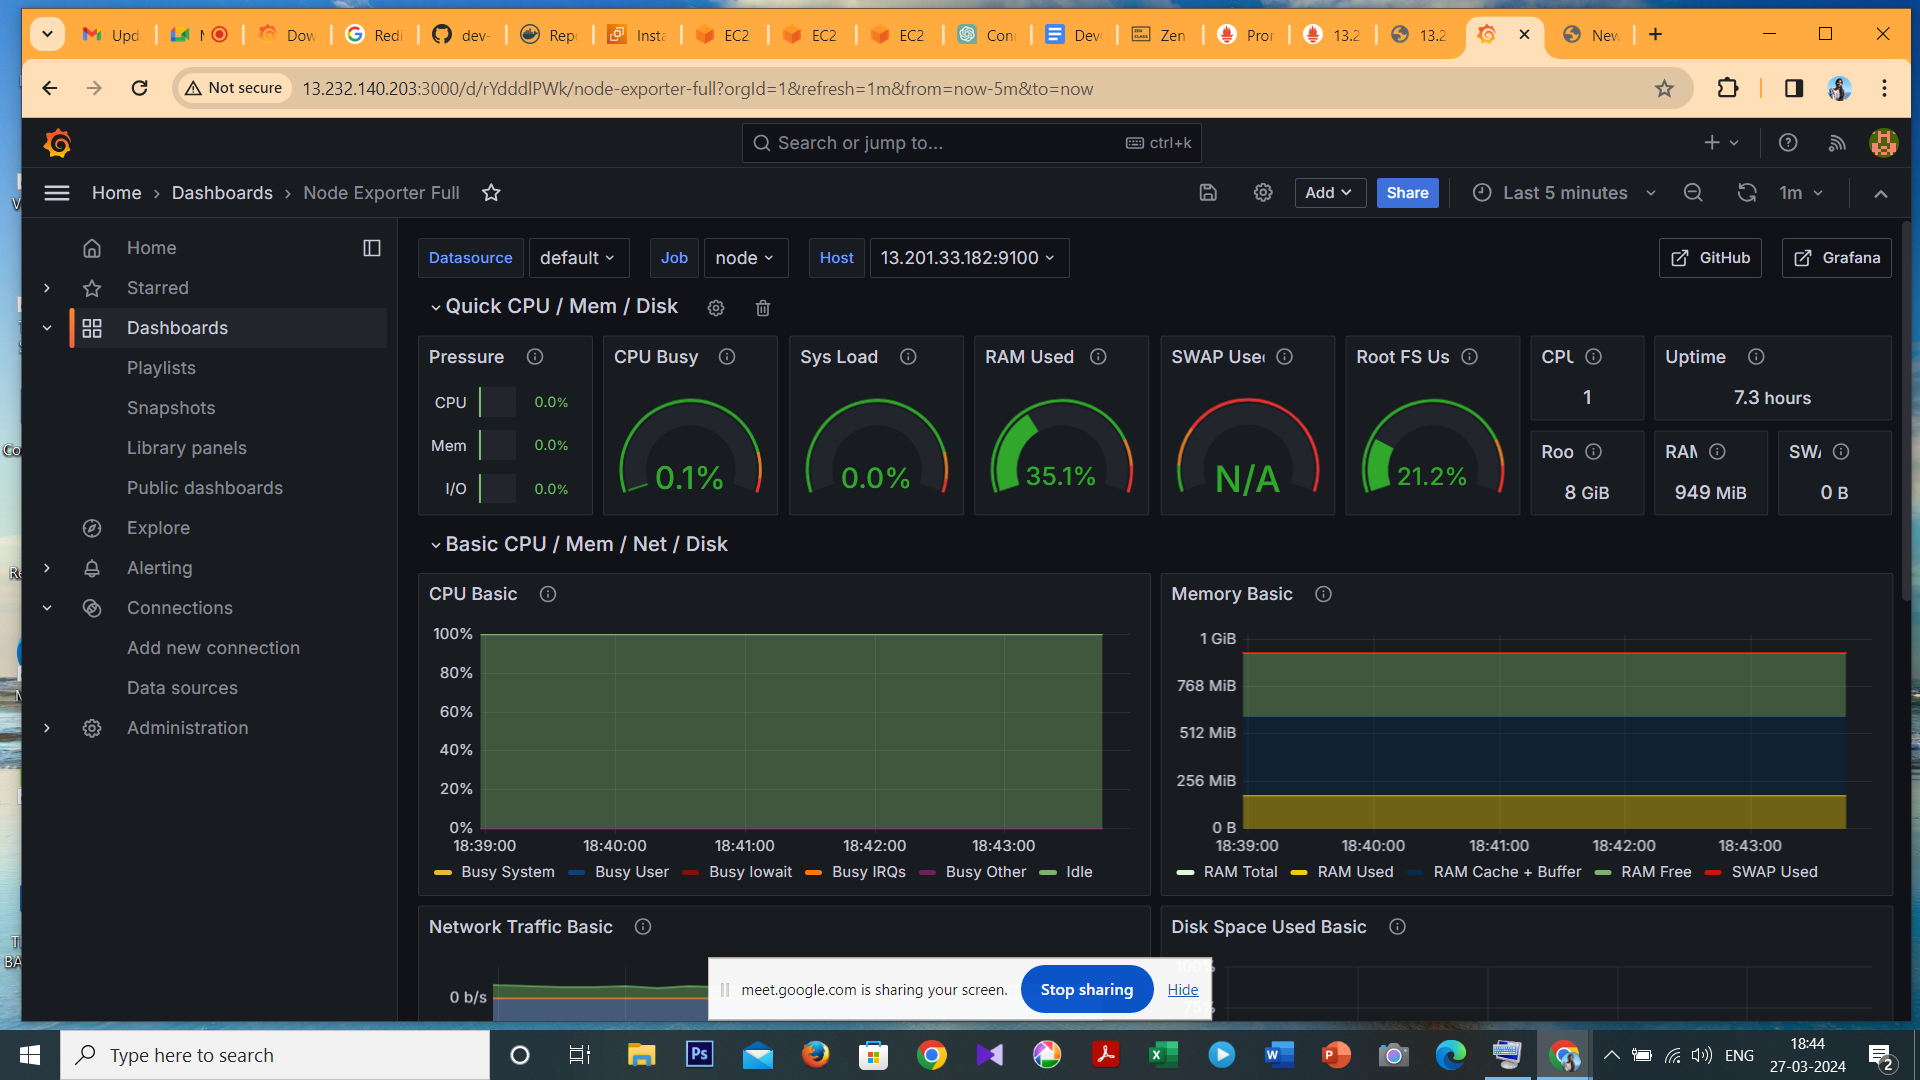 Upd
Dow
Redi
dev-
Rep
Insta
EC2
EC2
EC2
Con
Dev
Zen
Pror
13.2
13.2
New
Not secure
13.232.140.203:3000/d/rYdddlPWk/node-exporter-full?orgId=1&refresh=1m&from=now-5m&to=now
Search or jump to...
ctrl+k
Home › Dashboards › Node Exporter Full
Add
Share
Last 5 minutes
1m
Home
Starred
Dashboards
Playlists
Snapshots
Library panels
Public dashboards
Explore
Alerting
Connections
Add new connection
Data sources
Administration
Datasource default
Job node
Host 13.201.33.182:9100
GitHub
Grafana
Quick CPU / Mem / Disk
Pressure
CPU 0.0%
Mem 0.0%
I/O 0.0%
CPU Busy
0.1%
Sys Load
0.0%
RAM Used
35.1%
SWAP Used
N/A
Root FS Us
21.2%
CPU
1
Uptime
7.3 hours
Roo
8 GiB
RAM
949 MiB
SWA
0 B
Basic CPU / Mem / Net / Disk
CPU Basic
100%
80%
60%
40%
20%
0%
18:39:00 18:40:00 18:41:00 18:42:00 18:43:00
Busy System Busy User Busy Iowait Busy IRQs Busy Other Idle
Memory Basic
1 GiB
768 MiB
512 MiB
256 MiB
0 B
18:39:00 18:40:00 18:41:00 18:42:00 18:43:00
RAM Total RAM Used RAM Cache + Buffer RAM Free SWAP Used
Network Traffic Basic
0 b/s
Disk Space Used Basic
meet.google.com is sharing your screen.
Stop sharing
Hide
Type here to search
ENG
18:44
27-03-2024
2